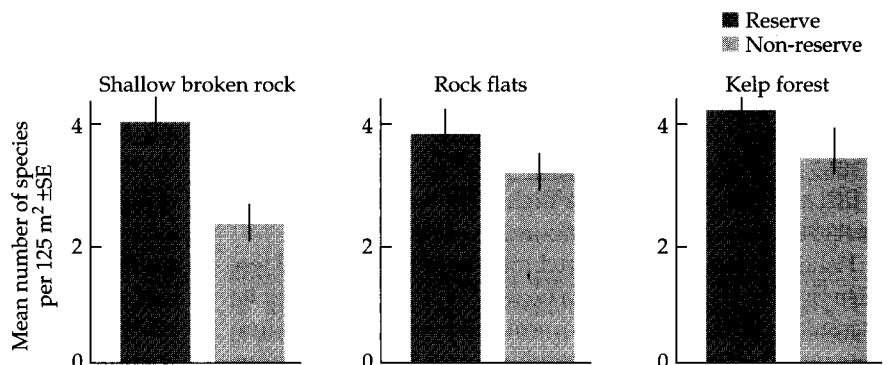 Reserve
Non-reserve
Shallow broken rock
Rock flats
Kelp forest
Mean number of species
per 125 m² ±SE
4
2
0
4
2
0
4
2
0